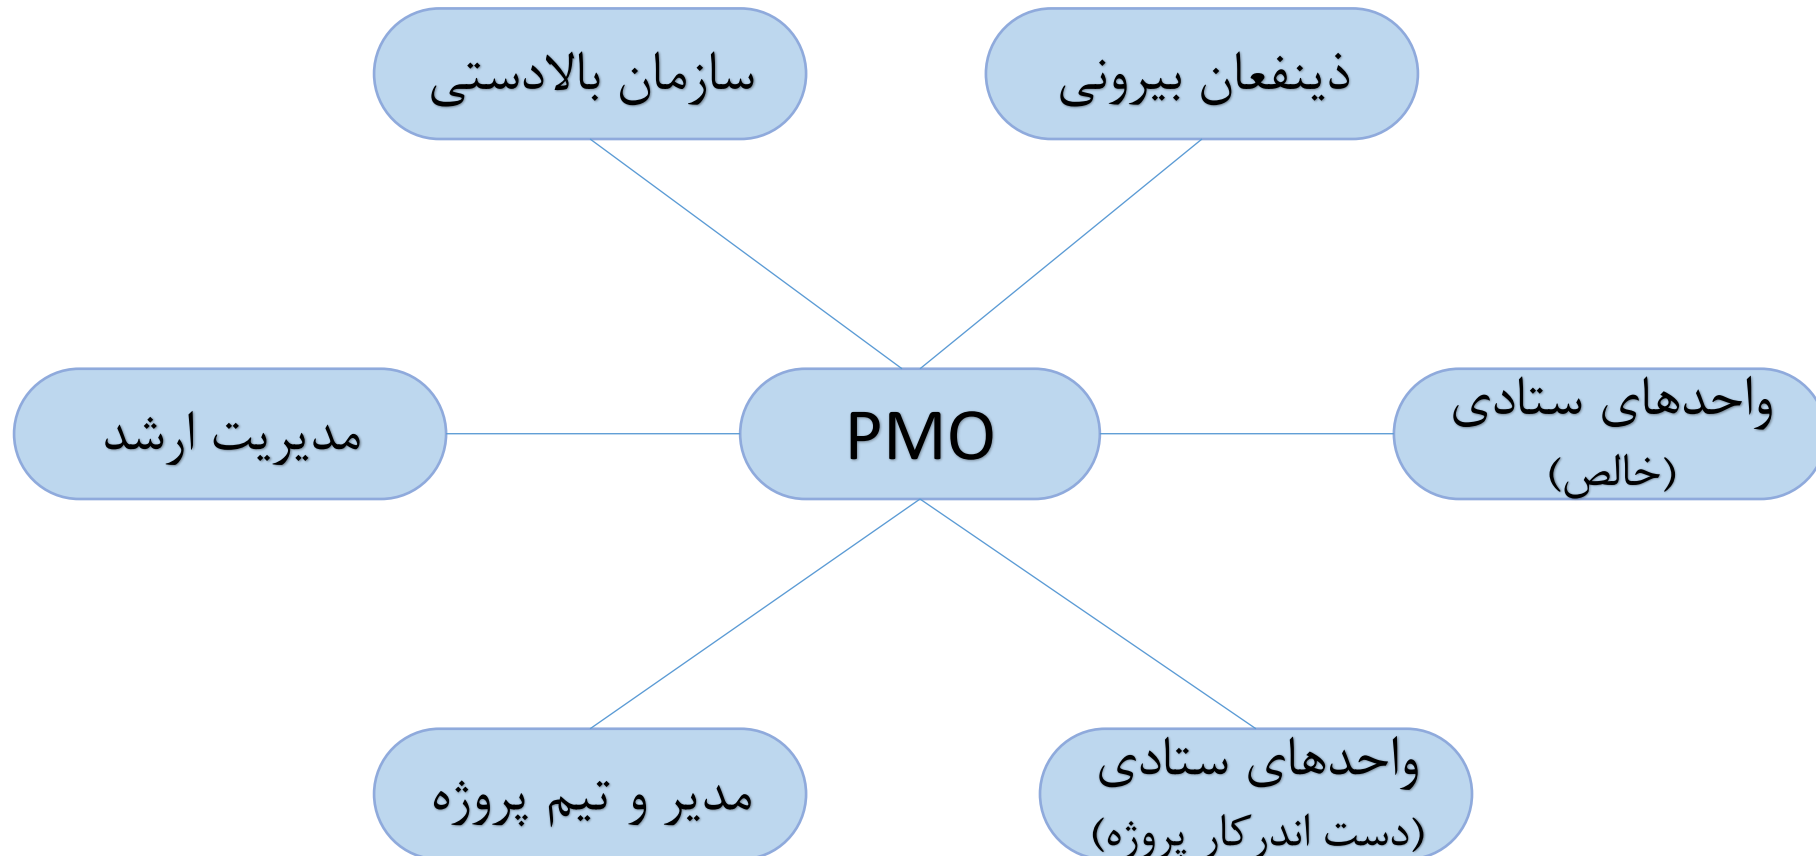 ذینفعان بیرونی
سازمان بالادستی
واحدهای ستادی
(خالص)
PMO
مدیریت ارشد
واحدهای ستادی
(دست اندرکار پروژه)
مدیر و تیم پروژه